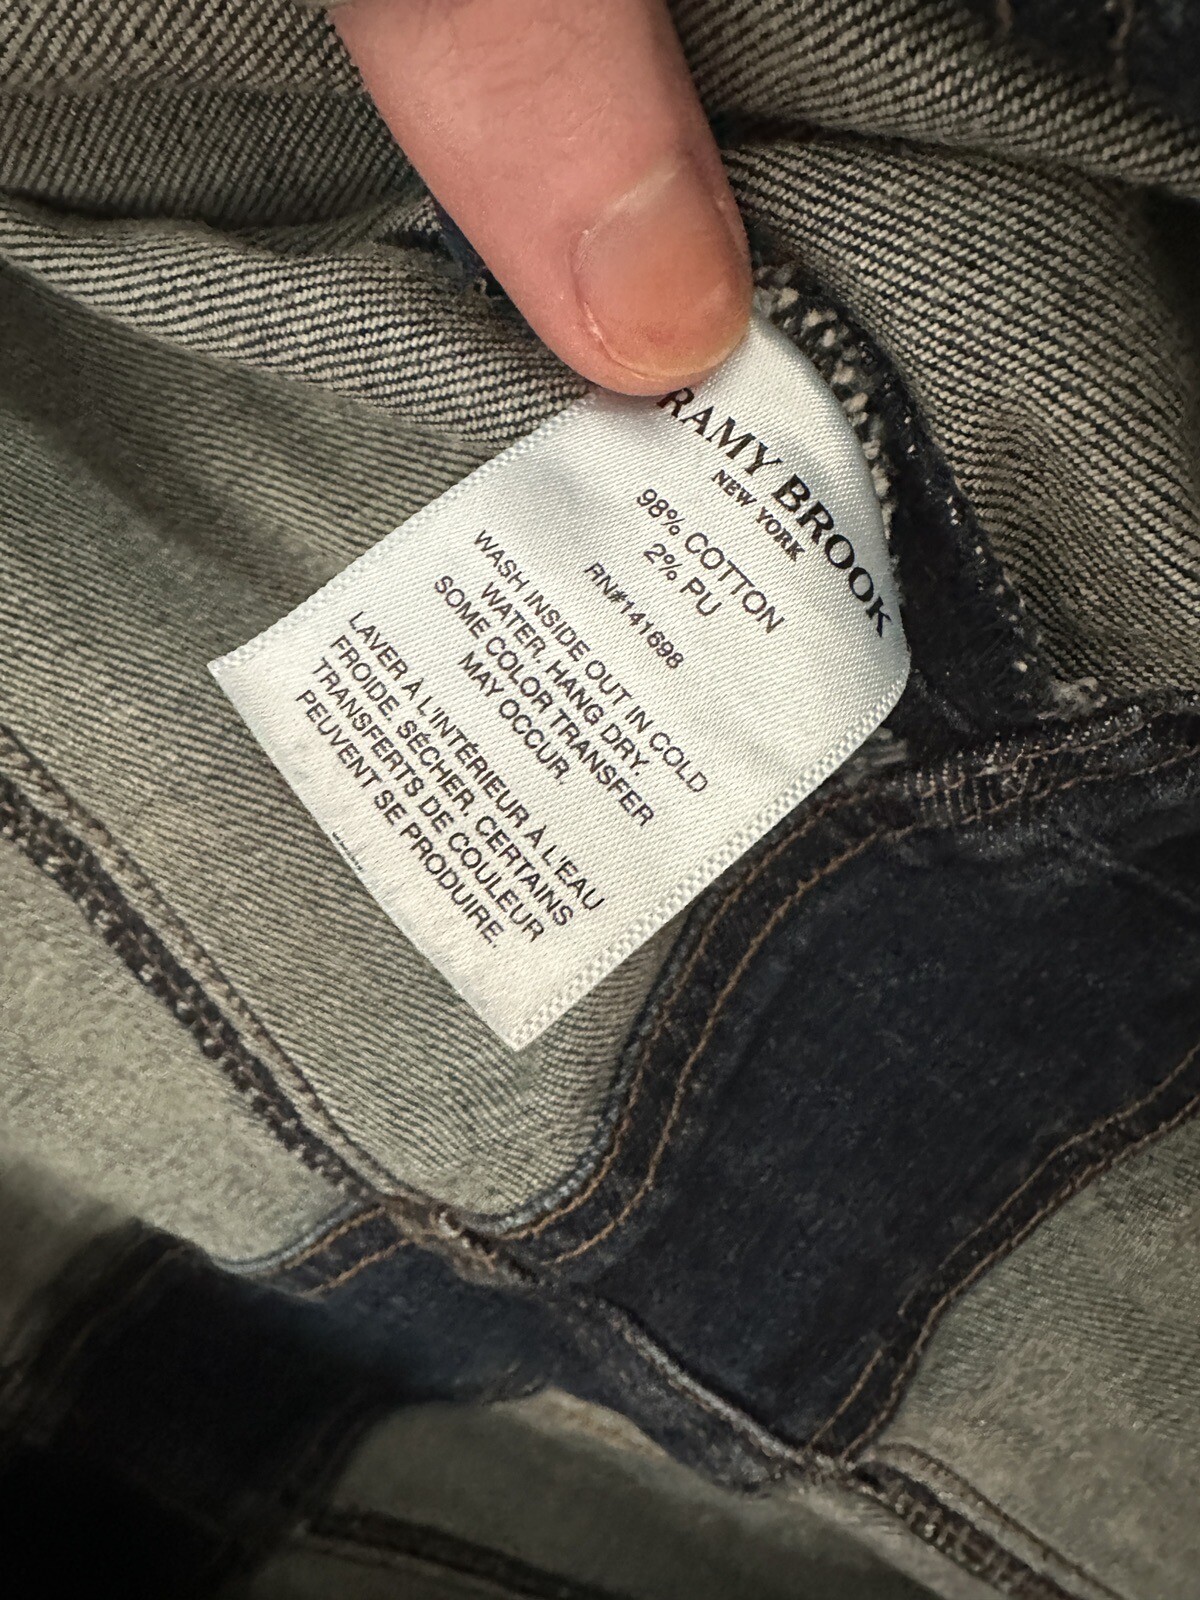 RAMY BROOK
NEW YORK
98% COTTON
2% PU
RN#141698
WASH INSIDE OUT IN COLD
WATER. HANG DRY.
SOME COLOR TRANSFER
MAY OCCUR
LAVER À L'INTÉRIEUR À L'EAU
FROIDE. SÉCHER. CERTAINS
TRANSFERTS DE COULEUR
PEUVENT SE PRODUIRE.